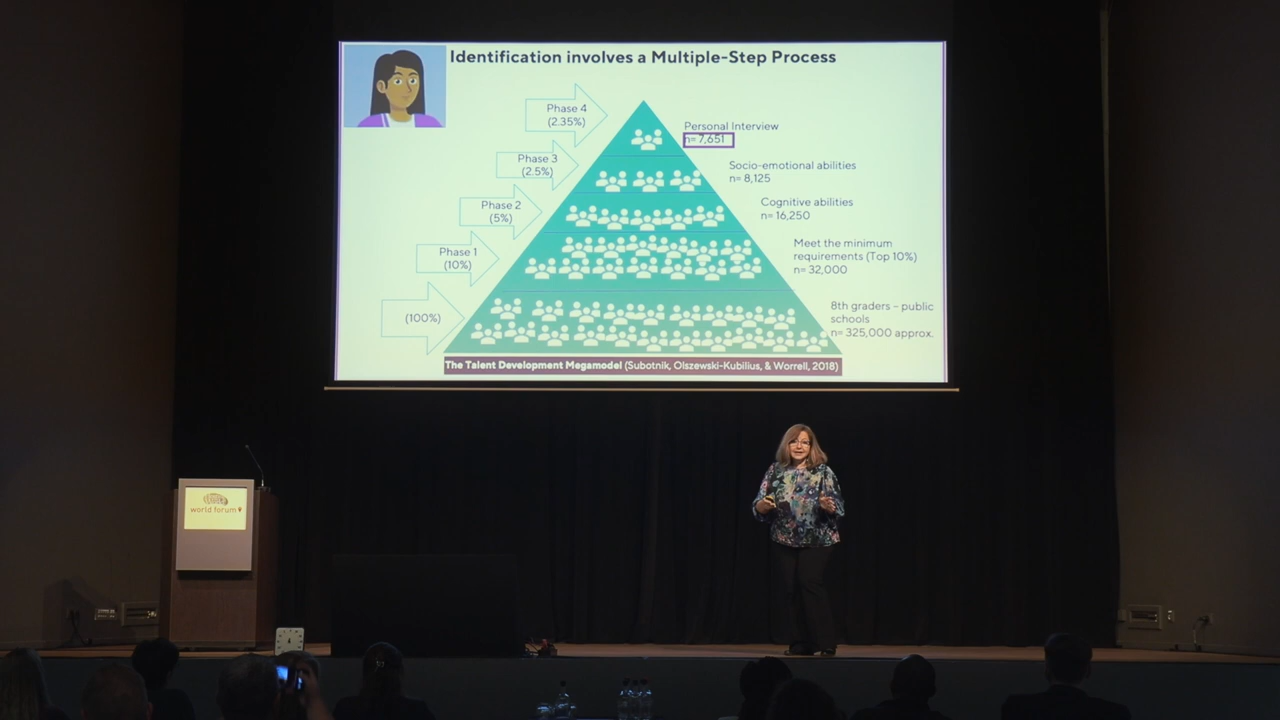 Identification involves a Multiple-Step Process
Phase 4
(2.35%)
Personal Interview
n= 7,651
Phase 3
(2.5%)
Socio-emotional abilities
n= 8,125
Phase 2
(5%)
Cognitive abilities
n= 16,250
Phase 1
(10%)
Meet the minimum
requirements (Top 10%)
n= 32,000
(100%)
8th graders – public
schools
n= 325,000 approx.
The Talent Development Megamodel (Subotnik, Olszewski-Kubilius, & Worrell, 2018)
world forum